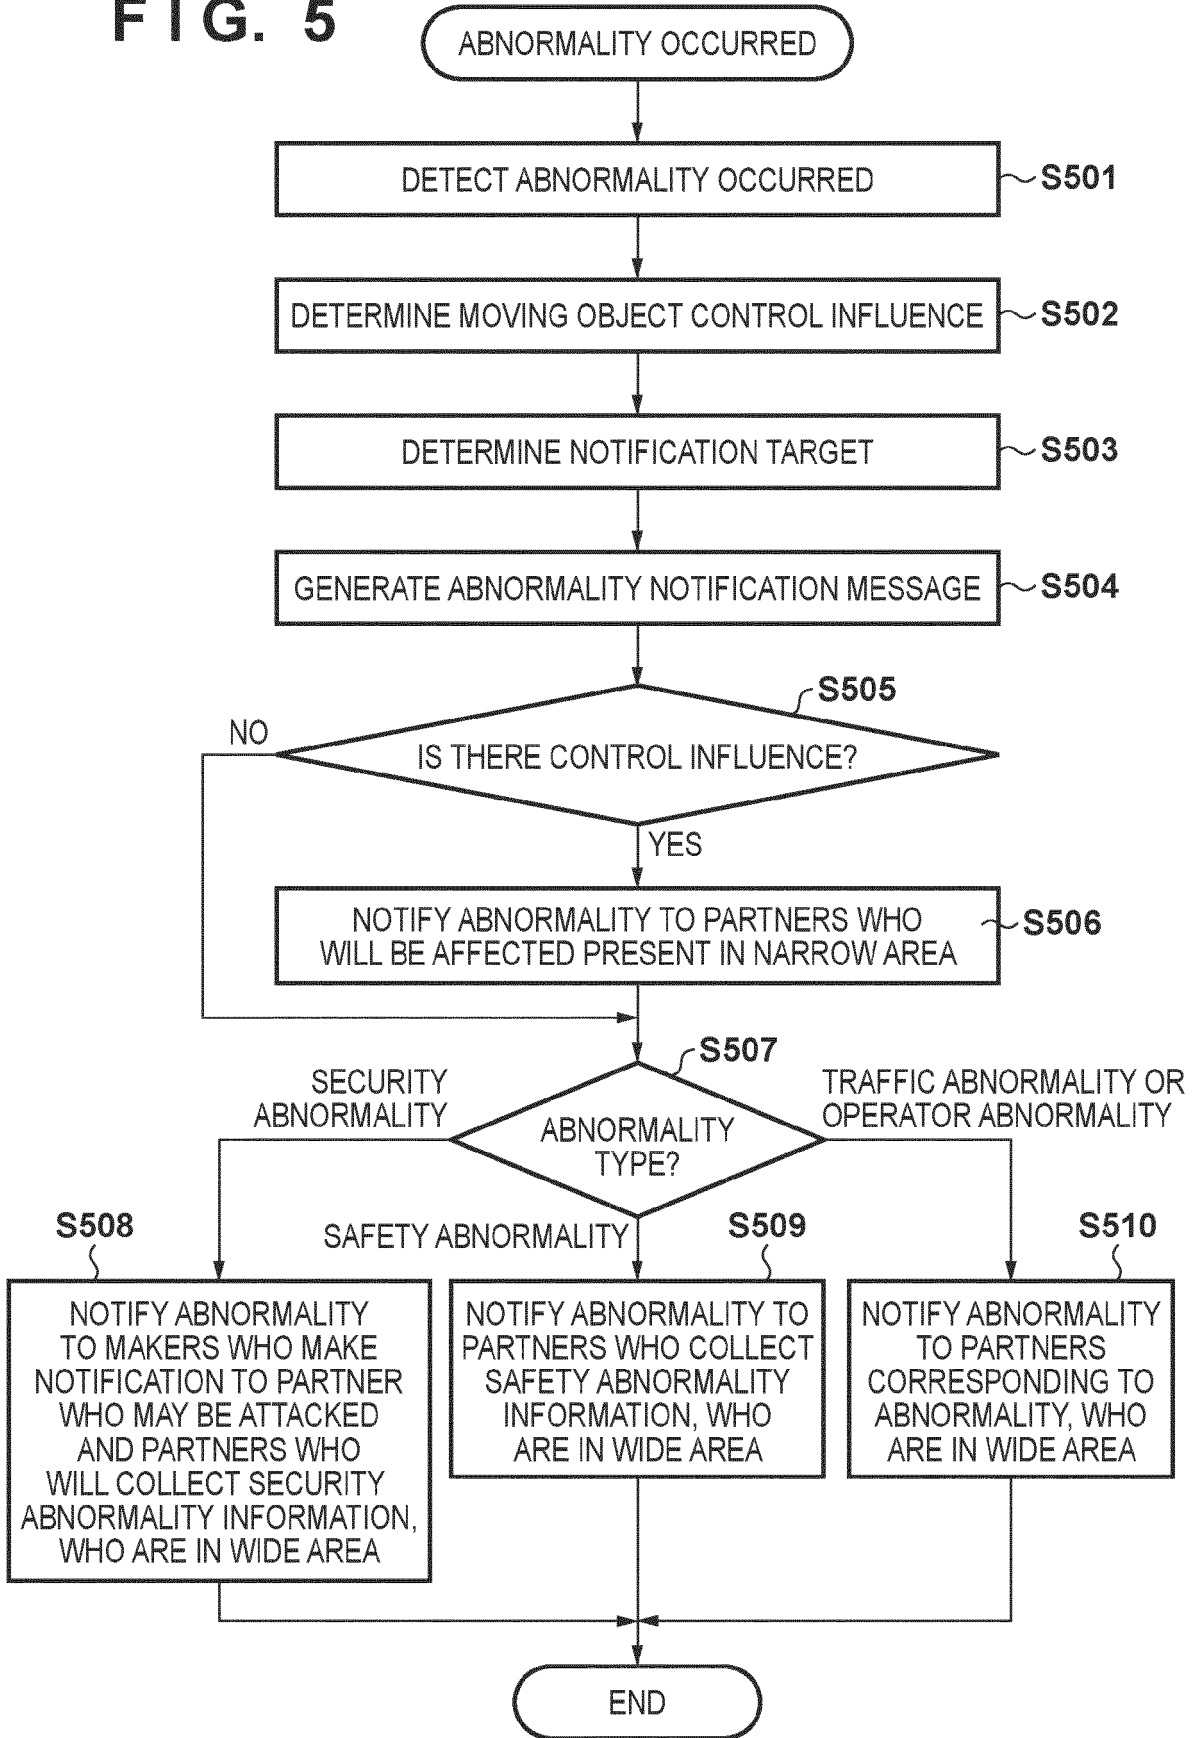 FIG. 5
ABNORMALITY OCCURRED
DETECT ABNORMALITY OCCURRED
S501
DETERMINE MOVING OBJECT CONTROL INFLUENCE
S502
DETERMINE NOTIFICATION TARGET
S503
GENERATE ABNORMALITY NOTIFICATION MESSAGE
S504
S505
NO
IS THERE CONTROL INFLUENCE?
YES
NOTIFY ABNORMALITY TO PARTNERS WHO
WILL BE AFFECTED PRESENT IN NARROW AREA
S506
S507
SECURITY
ABNORMALITY
TRAFFIC ABNORMALITY OR
OPERATOR ABNORMALITY
ABNORMALITY
TYPE?
S508
SAFETY ABNORMALITY
S509
S510
NOTIFY ABNORMALITY
TO MAKERS WHO MAKE
NOTIFICATION TO PARTNER
WHO MAY BE ATTACKED
AND PARTNERS WHO
WILL COLLECT SECURITY
ABNORMALITY INFORMATION,
WHO ARE IN WIDE AREA
NOTIFY ABNORMALITY TO
PARTNERS WHO COLLECT
SAFETY ABNORMALITY
INFORMATION, WHO
ARE IN WIDE AREA
NOTIFY ABNORMALITY
TO PARTNERS
CORRESPONDING TO
ABNORMALITY, WHO
ARE IN WIDE AREA
END